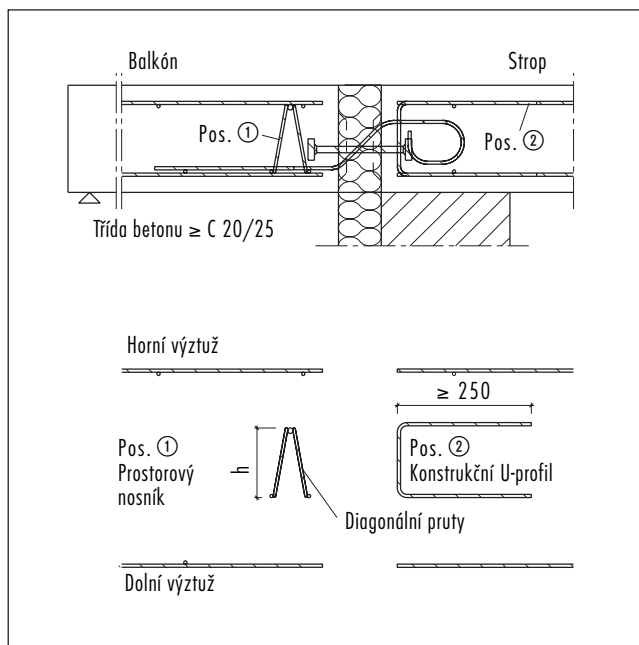 Balkón
Strop
Pos. ①
Pos. ②
Třída betonu ≥ C 20/25
Horní výztuž
≥ 250
Pos. ①
Prostorový
nosník
h
Pos. ②
Konstrukční U-profil
Diagonální pruty
Dolní výztuž